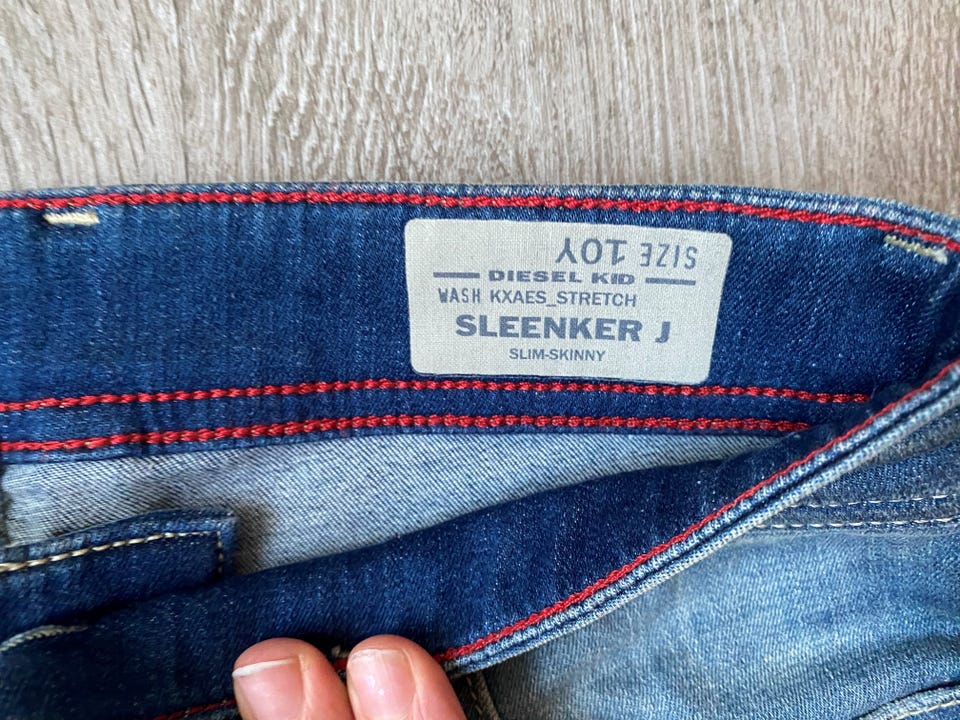 SIZE 10Y
DIESEL KID
WASH KXAES_STRETCH
SLEENKER J
SLIM-SKINNY